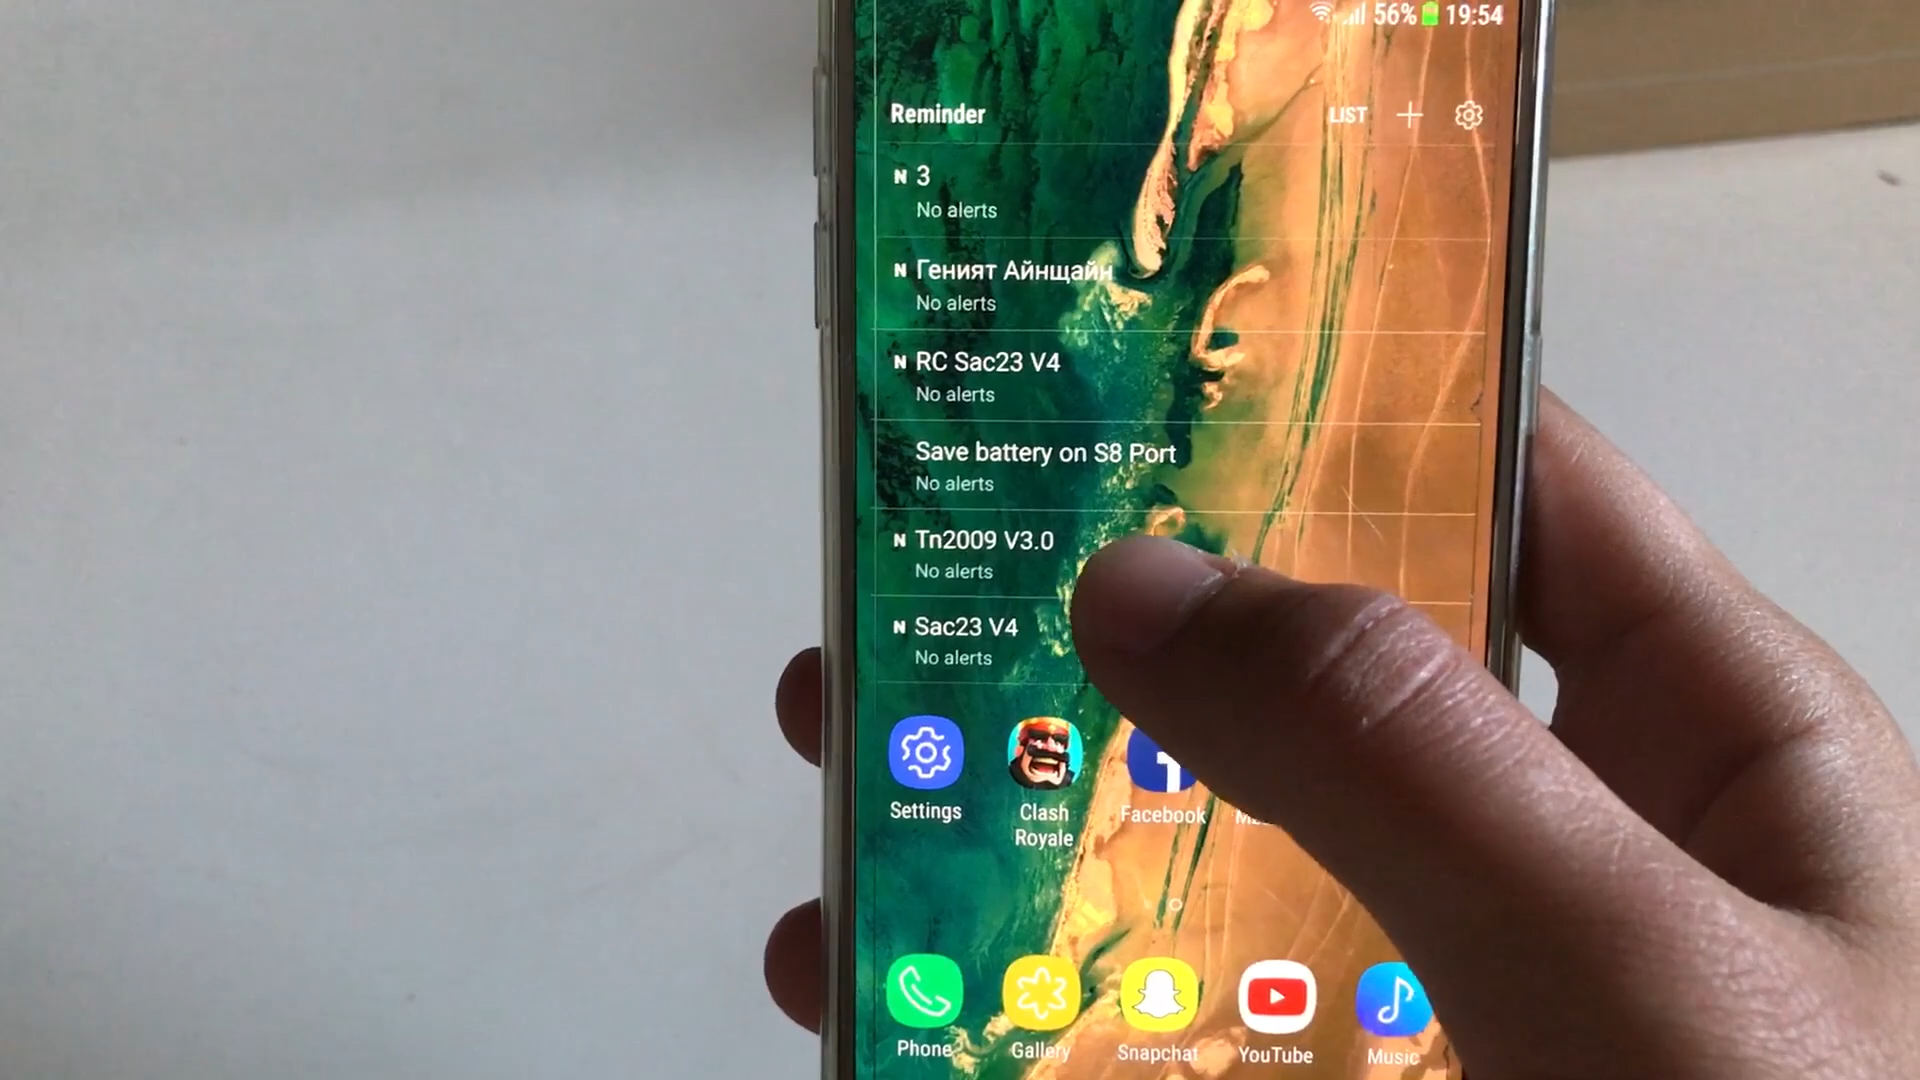 56% 19:54
Reminder LIST
N 3
No alerts
N Геният Айнщайн
No alerts
N RC Sac23 V4
No alerts
Save battery on S8 Port
No alerts
N Tn2009 V3.0
No alerts
N Sac23 V4
No alerts
Settings
Clash
Royale
Facebook
Phone
Gallery
Snapchat
YouTube
Music